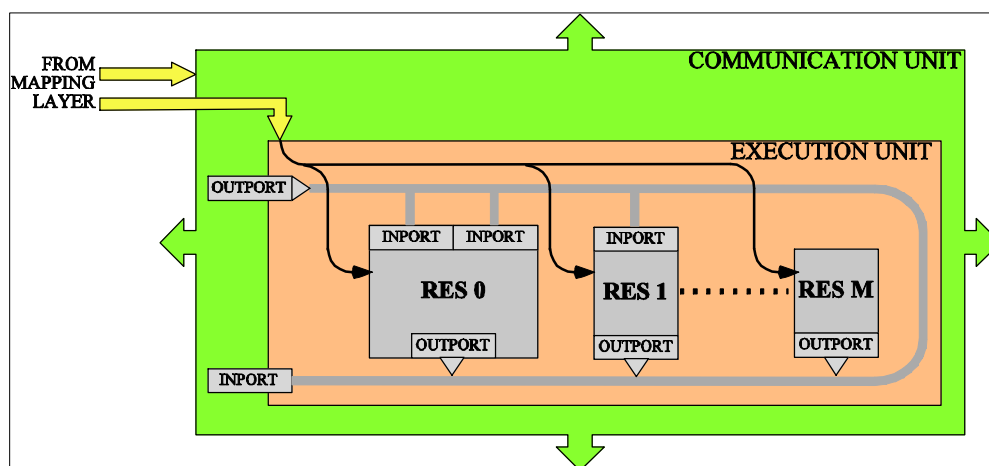 COMMUNICATION UNIT
FROM
MAPPING
LAYER
EXECUTION UNIT
OUTPORT
INPORT
INPORT
INPORT
RES 0
RES 1
RES M
OUTPORT
OUTPORT
OUTPORT
INPORT